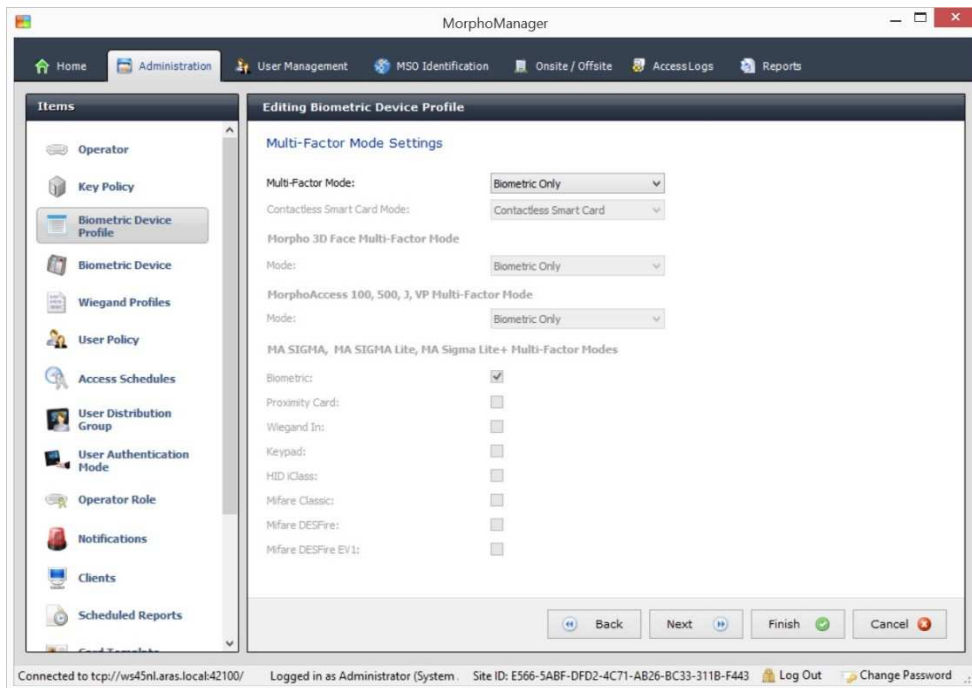 MorphoManager
Home Administration User Management MSO Identification Onsite / Offsite Access Logs Reports
Items
Operator
Key Policy
Biometric Device
Profile
Biometric Device
Wiegand Profiles
User Policy
Access Schedules
User Distribution
Group
User Authentication
Mode
Operator Role
Notifications
Clients
Scheduled Reports
Card Template
Editing Biometric Device Profile
Multi-Factor Mode Settings
Multi-Factor Mode: Biometric Only
Contactless Smart Card Mode: Contactless Smart Card
Morpho 3D Face Multi-Factor Mode
Mode: Biometric Only
MorphoAccess 100, 500, J, VP Multi-Factor Mode
Mode: Biometric Only
MA SIGMA, MA SIGMA Lite, MA Sigma Lite+ Multi-Factor Modes
Biometric:
Proximity Card:
Wiegand In:
Keypad:
HID iClass:
Mifare Classic:
Mifare DESFire:
Mifare DESFire EV1:
Back Next Finish Cancel
Connected to tcp://ws45nl.aras.local:42100/ Logged in as Administrator (System . Site ID: E566-5ABF-DFD2-4C71-AB26-BC33-311B-F443 Log Out Change Password